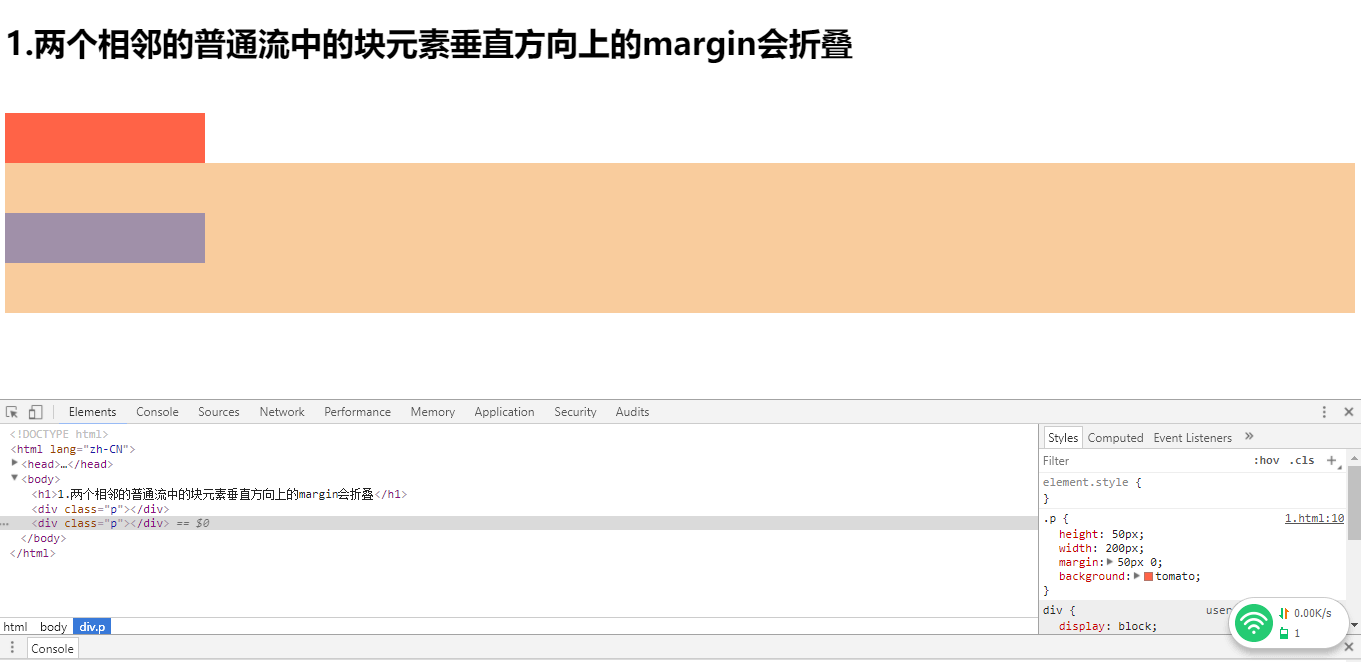 1.两个相邻的普通流中的块元素垂直方向上的margin会折叠
Elements Console Sources Network Performance Memory Application Security Audits
<!DOCTYPE html>
<html lang="zh-CN">
<head>…</head>
<body>
<h1>1.两个相邻的普通流中的块元素垂直方向上的margin会折叠</h1>
<div class="p"></div>
<div class="p"></div> == $0
</body>
</html>
html body div.p
Console
Styles Computed Event Listeners »
Filter :hov .cls +
element.style {
}
.p { 1.html:10
height: 50px;
width: 200px;
margin: 50px 0;
background: tomato;
}
div { user
display: block;
0.00K/s
1